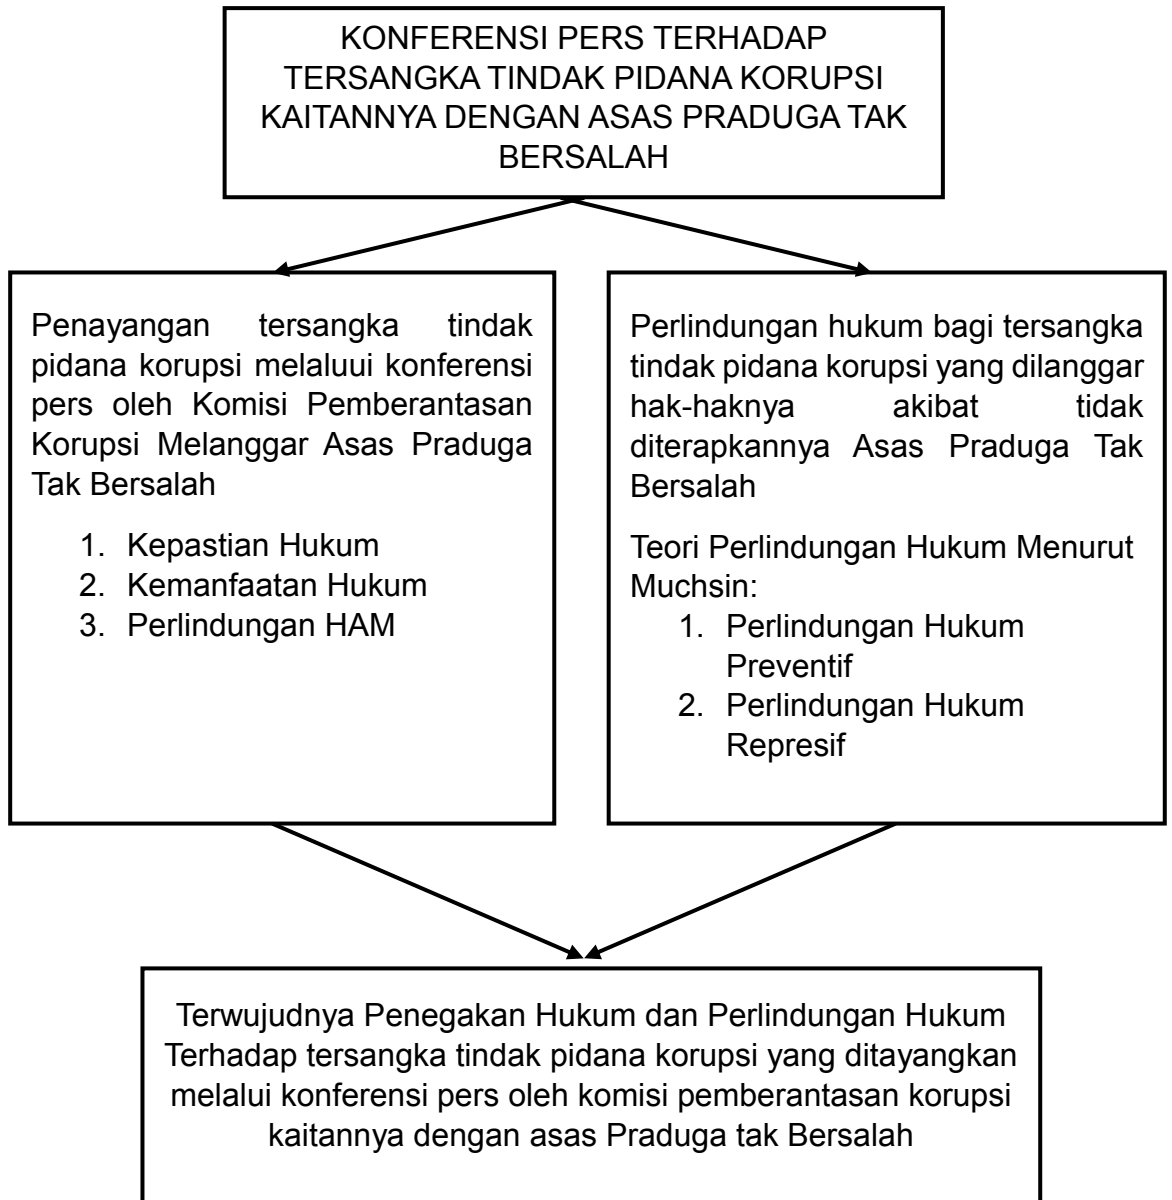 KONFERENSI PERS TERHADAP
TERSANGKA TINDAK PIDANA KORUPSI
KAITANNYA DENGAN ASAS PRADUGA TAK
BERSALAH
Penayangan tersangka tindak
pidana korupsi melaluui konferensi
pers oleh Komisi Pemberantasan
Korupsi Melanggar Asas Praduga
Tak Bersalah
1. Kepastian Hukum
2. Kemanfaatan Hukum
3. Perlindungan HAM
Perlindungan hukum bagi tersangka
tindak pidana korupsi yang dilanggar
hak-haknya akibat tidak
diterapkannya Asas Praduga Tak
Bersalah
Teori Perlindungan Hukum Menurut
Muchsin:
1. Perlindungan Hukum
Preventif
2. Perlindungan Hukum
Represif
Terwujudnya Penegakan Hukum dan Perlindungan Hukum
Terhadap tersangka tindak pidana korupsi yang ditayangkan
melalui konferensi pers oleh komisi pemberantasan korupsi
kaitannya dengan asas Praduga tak Bersalah